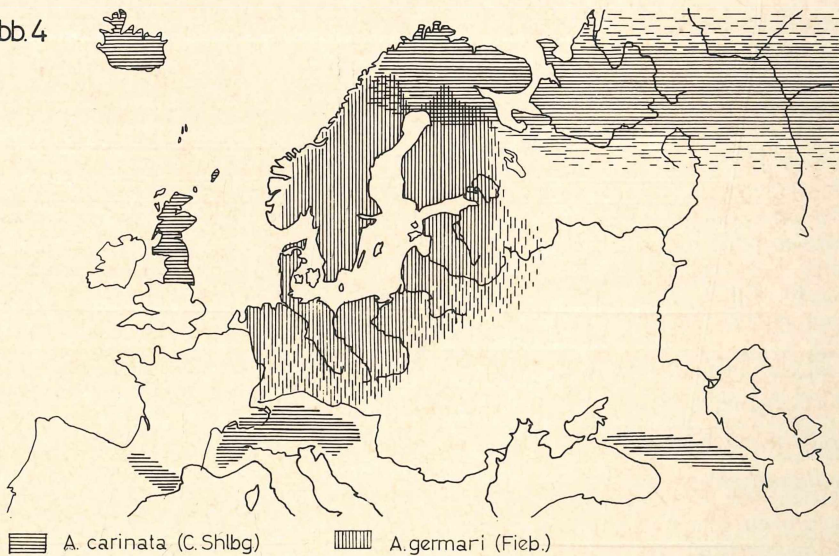 bb. 4
A. carinata (C. Shlbg)
A. germari (Fieb.)